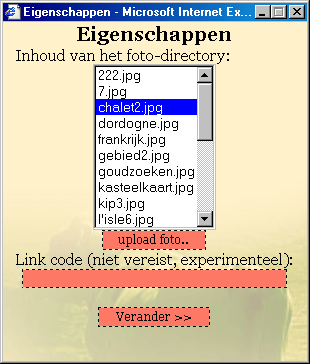 Eigenschappen - Microsoft Internet Ex...
Eigenschappen
Inhoud van het foto-directory:
222.jpg
7.jpg
chalet2.jpg
dordogne.jpg
frankrijk.jpg
gebied2.jpg
goudzoeken.jpg
kasteelkaart.jpg
kip3.jpg
l'isle6.jpg
upload foto..
Link code (niet vereist, experimenteel):
Verander >>